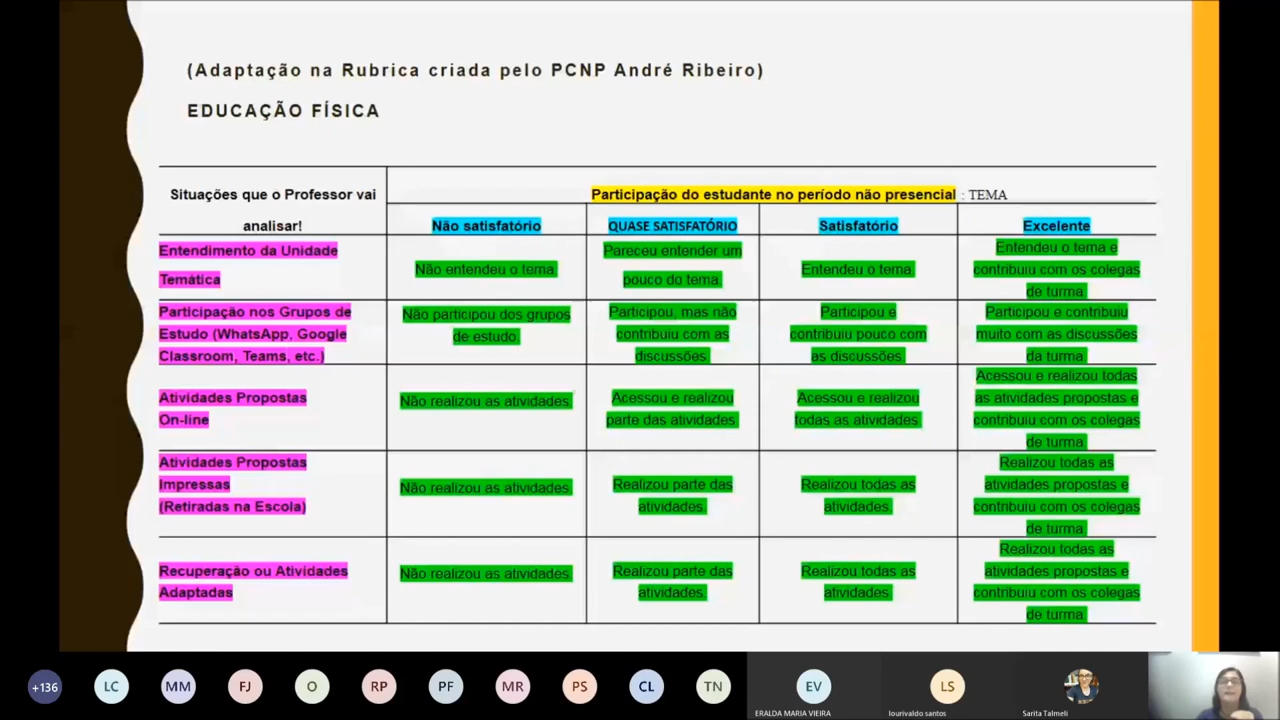 (Adaptação na Rubrica criada pelo PCNP André Ribeiro)
EDUCAÇÃO FÍSICA
Situações que o Professor vai
analisar!
Participação do estudante no período não presencial : TEMA
Não satisfatório
QUASE SATISFATÓRIO
Satisfatório
Excelente
Entendimento da Unidade
Temática
Não entendeu o tema.
Pareceu entender um
pouco do tema.
Entendeu o tema.
Entendeu o tema e
contribuiu com os colegas
de turma.
Participação nos Grupos de
Estudo (WhatsApp, Google
Classroom, Teams, etc.)
Não participou dos grupos
de estudo.
Participou, mas não
contribuiu com as
discussões.
Participou e
contribuiu pouco com
as discussões.
Participou e contribuiu
muito com as discussões
da turma.
Atividades Propostas
On-line
Não realizou as atividades.
Acessou e realizou
parte das atividades.
Acessou e realizou
todas as atividades.
Acessou e realizou todas
as atividades propostas e
contribuiu com os colegas
de turma.
Atividades Propostas
Impressas
(Retiradas na Escola)
Não realizou as atividades.
Realizou parte das
atividades.
Realizou todas as
atividades.
Realizou todas as
atividades propostas e
contribuiu com os colegas
de turma.
Recuperação ou Atividades
Adaptadas
Não realizou as atividades.
Realizou parte das
atividades.
Realizou todas as
atividades.
Realizou todas as
atividades propostas e
contribuiu com os colegas
de turma.
+136
LC
MM
FJ
O
RP
PF
MR
PS
CL
TN
EV
LS
ERALDA MARIA VIEIRA
lourivaldo santos
Sarita Talmeli